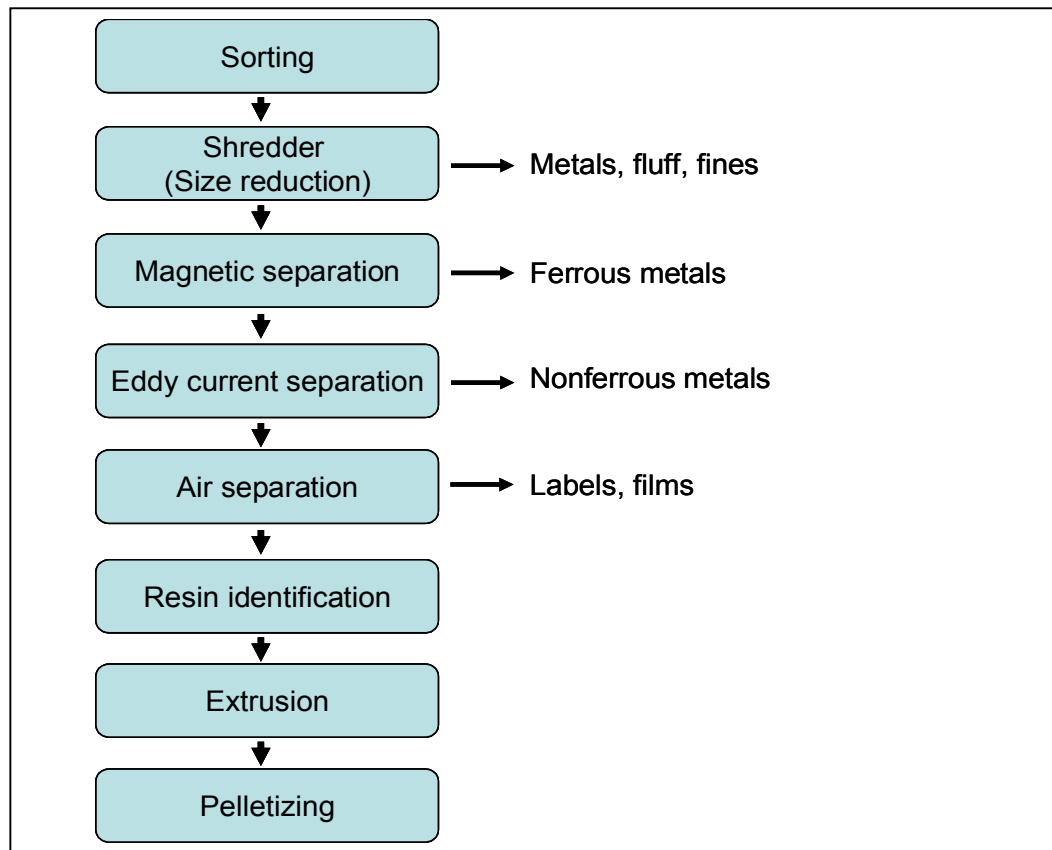 Sorting
Shredder
(Size reduction)
Metals, fluff, fines
Magnetic separation
Ferrous metals
Eddy current separation
Nonferrous metals
Air separation
Labels, films
Resin identification
Extrusion
Pelletizing